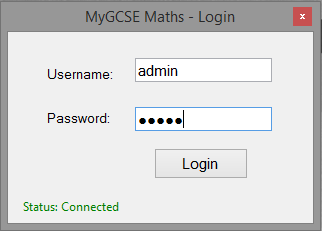 MyGCSE Maths - Login
x
Username: admin
Password: ●●●●●
Login
Status: Connected